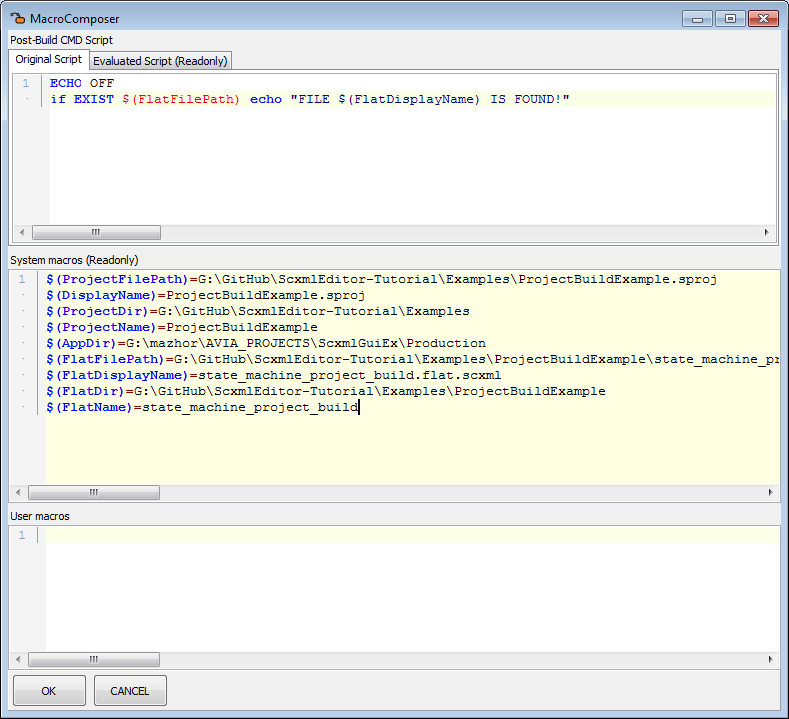 MacroComposer
Post-Build CMD Script
Original Script
Evaluated Script (Readonly)
1 ECHO OFF
if EXIST $(FlatFilePath) echo "FILE $(FlatDisplayName) IS FOUND!"
System macros (Readonly)
1 $(ProjectFilePath)=G:\GitHub\ScxmlEditor-Tutorial\Examples\ProjectBuildExample.sproj
$(DisplayName)=ProjectBuildExample.sproj
$(ProjectDir)=G:\GitHub\ScxmlEditor-Tutorial\Examples
$(ProjectName)=ProjectBuildExample
$(AppDir)=G:\mazhor\AVIA_PROJECTS\ScxmlGuiEx\Production
$(FlatFilePath)=G:\GitHub\ScxmlEditor-Tutorial\Examples\ProjectBuildExample\state_machine_pr
$(FlatDisplayName)=state_machine_project_build.flat.scxml
$(FlatDir)=G:\GitHub\ScxmlEditor-Tutorial\Examples\ProjectBuildExample
$(FlatName)=state_machine_project_build
User macros
1
OK
CANCEL